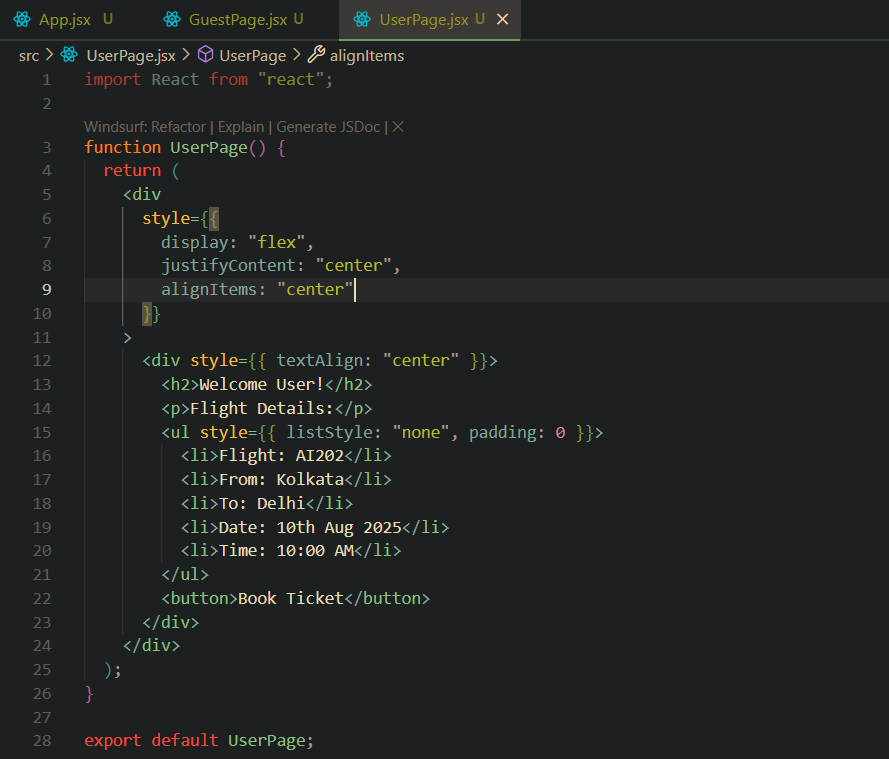 App.jsx U GuestPage.jsx U UserPage.jsx U
src > UserPage.jsx > UserPage > alignItems
1 import React from "react";
2
Windsurf: Refactor | Explain | Generate JSDoc | ×
3 function UserPage() {
4   return (
5     <div
6       style={{
7         display: "flex",
8         justifyContent: "center",
9         alignItems: "center"
10       }}
11     >
12       <div style={{ textAlign: "center" }}>
13         <h2>Welcome User!</h2>
14         <p>Flight Details:</p>
15         <ul style={{ listStyle: "none", padding: 0 }}>
16           <li>Flight: AI202</li>
17           <li>From: Kolkata</li>
18           <li>To: Delhi</li>
19           <li>Date: 10th Aug 2025</li>
20           <li>Time: 10:00 AM</li>
21         </ul>
22         <button>Book Ticket</button>
23       </div>
24     </div>
25   );
26 }
27
28 export default UserPage;